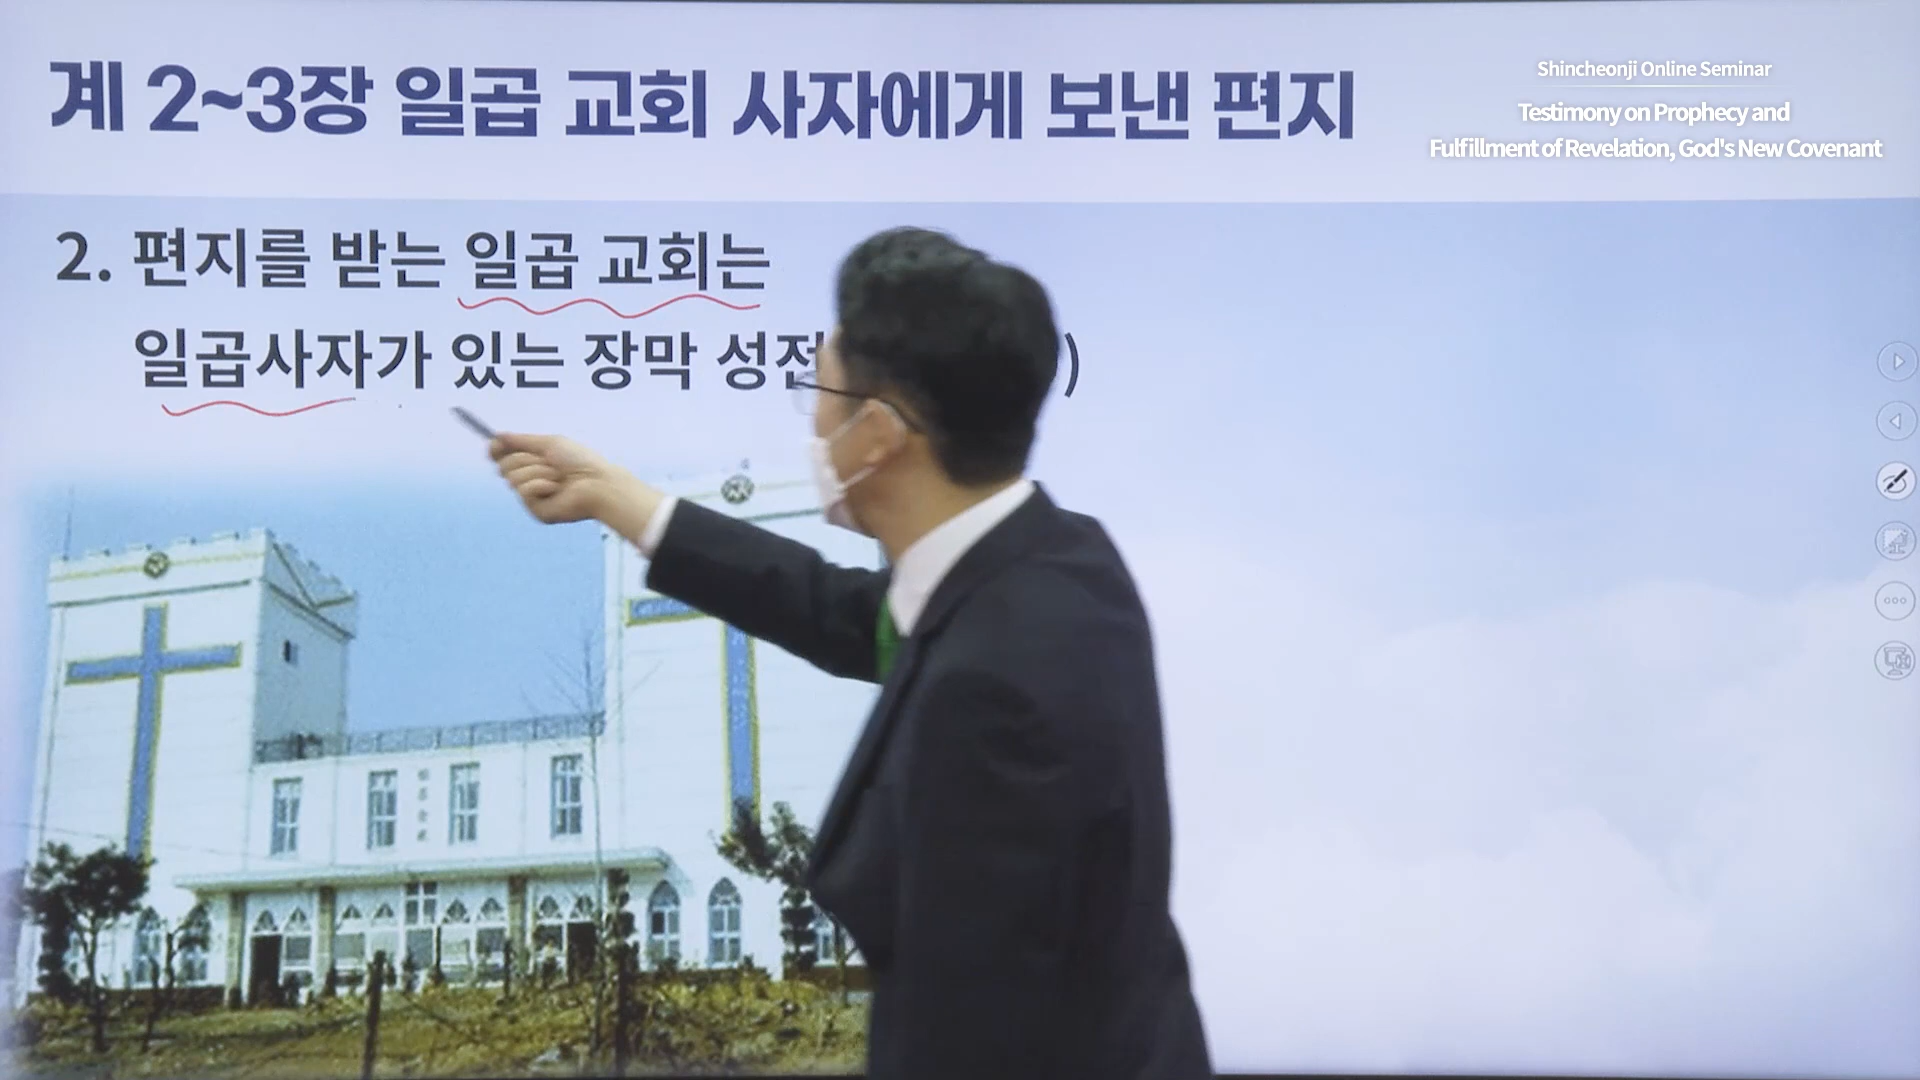 계 2~3장 일곱 교회 사자에게 보낸 편지
Shincheonji Online Seminar
Testimony on Prophecy and
Fulfillment of Revelation, God's New Covenant
2. 편지를 받는 일곱 교회는
일곱사자가 있는 장막 성전 )